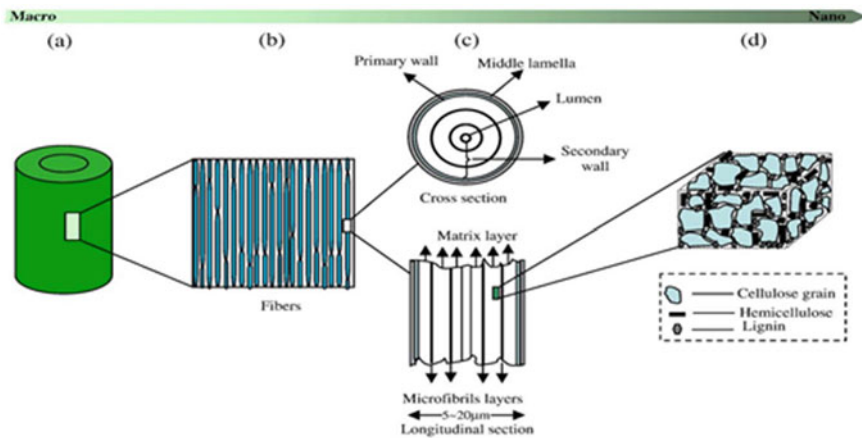 Macro
Nano
(a)
(b)
(c)
(d)
Primary wall
Middle lamella
Lumen
Secondary
wall
Cross section
Matrix layer
Fibers
Microfibrils layers
5~20μm
Longitudinal section
Cellulose grain
Hemicellulose
Lignin